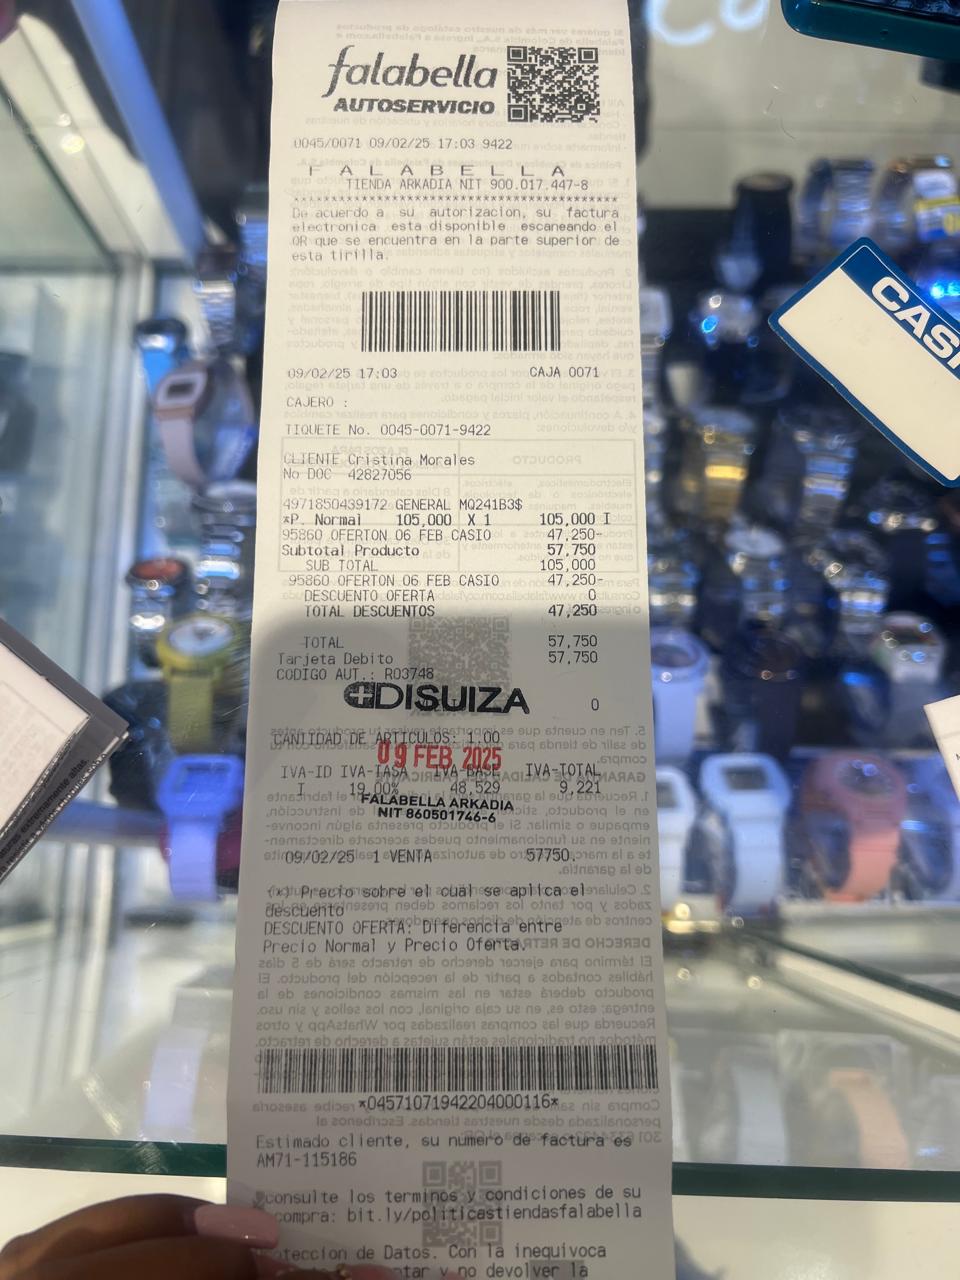 falabella
AUTOSERVICIO
0045/0071 09/02/25 17:03 9422
F A L A B E L L A
TIENDA ARKADIA NIT 900.017.447-8
****************************************
De acuerdo a su autorizacion, su factura
electronica esta disponible escaneando el
QR que se encuentra en la parte superior de
esta tirilla.
09/02/25 17:03 CAJA 0071
CAJERO :
TIQUETE No. 0045-0071-9422
CLIENTE Cristina Morales
No DOC 42827056
4971850439172 GENERAL MQ241B3$
*P. Normal 105,000 X 1 105,000 I
95860 OFERTON 06 FEB CASIO 47,250-
Subtotal Producto 57,750
SUB TOTAL 105,000
95860 OFERTON 06 FEB CASIO 47,250-
DESCUENTO OFERTA 0
TOTAL DESCUENTOS 47,250
TOTAL 57,750
Tarjeta Debito 57,750
CODIGO AUT.: R03748
DISUIZA
0
CANTIDAD DE ARTICULOS: 1.00
09 FEB 2025
IVA-ID IVA-TASA IVA-BASE IVA-TOTAL
I 19.00% 48,529 9,221
FALABELLA ARKADIA
NIT 860501746-6
09/02/25 1 VENTA 57750
(*) Precio sobre el cual se aplica el
descuento
DESCUENTO OFERTA: Diferencia entre
Precio Normal y Precio Oferta.
*04571071942204000116*
Estimado cliente, su numero de factura es
AM71-115186
consulte los terminos y condiciones de su
compra: bit.ly/politicastiendasfalabella
oteccion de Datos. Con la inequivoca
ntar y no devolver la
CASI